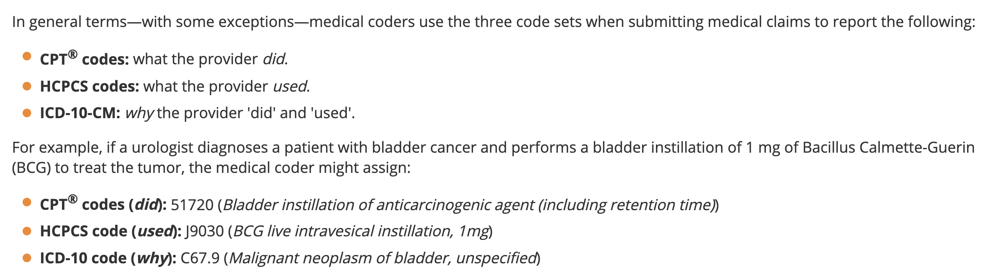 In general terms—with some exceptions—medical coders use the three code sets when submitting medical claims to report the following:
CPT® codes: what the provider did.
HCPCS codes: what the provider used.
ICD-10-CM: why the provider 'did' and 'used'.
For example, if a urologist diagnoses a patient with bladder cancer and performs a bladder instillation of 1 mg of Bacillus Calmette-Guerin
(BCG) to treat the tumor, the medical coder might assign:
CPT® codes (did): 51720 (Bladder instillation of anticarcinogenic agent (including retention time))
HCPCS code (used): J9030 (BCG live intravesical instillation, 1mg)
ICD-10 code (why): C67.9 (Malignant neoplasm of bladder, unspecified)